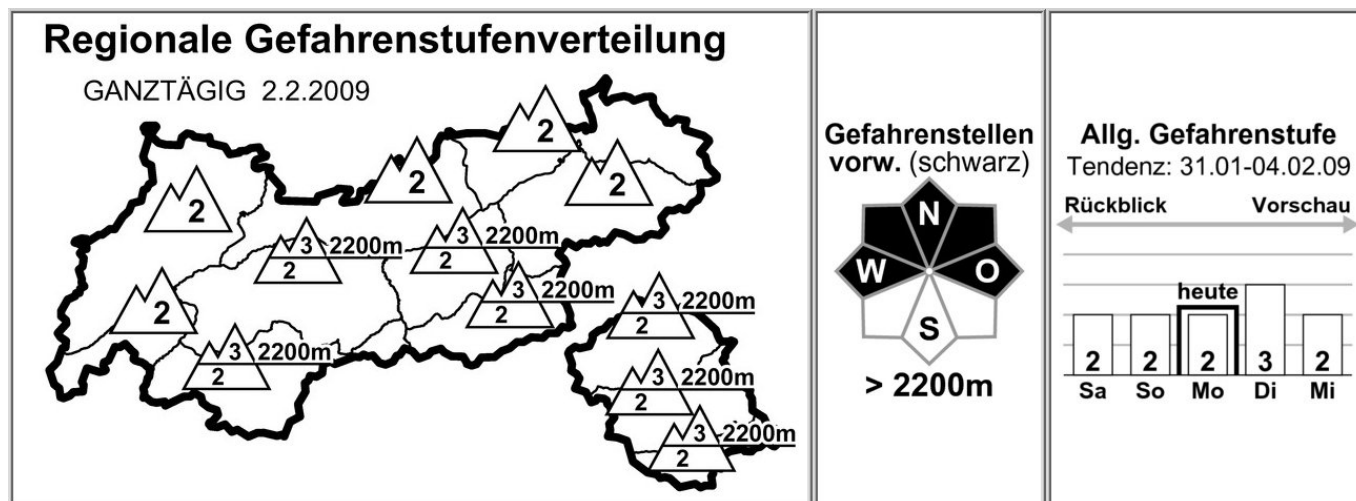 Regionale Gefahrenstufenverteilung
GANZTÄGIG 2.2.2009
2
2
2
2
3 2200m
2
3 2200m
2
3 2200m
2
2
3 2200m
2
3 2200m
2
3 2200m
2
3 2200m
2
Gefahrenstellen
vorw. (schwarz)
N
W O
S
> 2200m
Allg. Gefahrenstufe
Tendenz: 31.01-04.02.09
Rückblick Vorschau
heute
2 2 2 3 2
Sa So Mo Di Mi